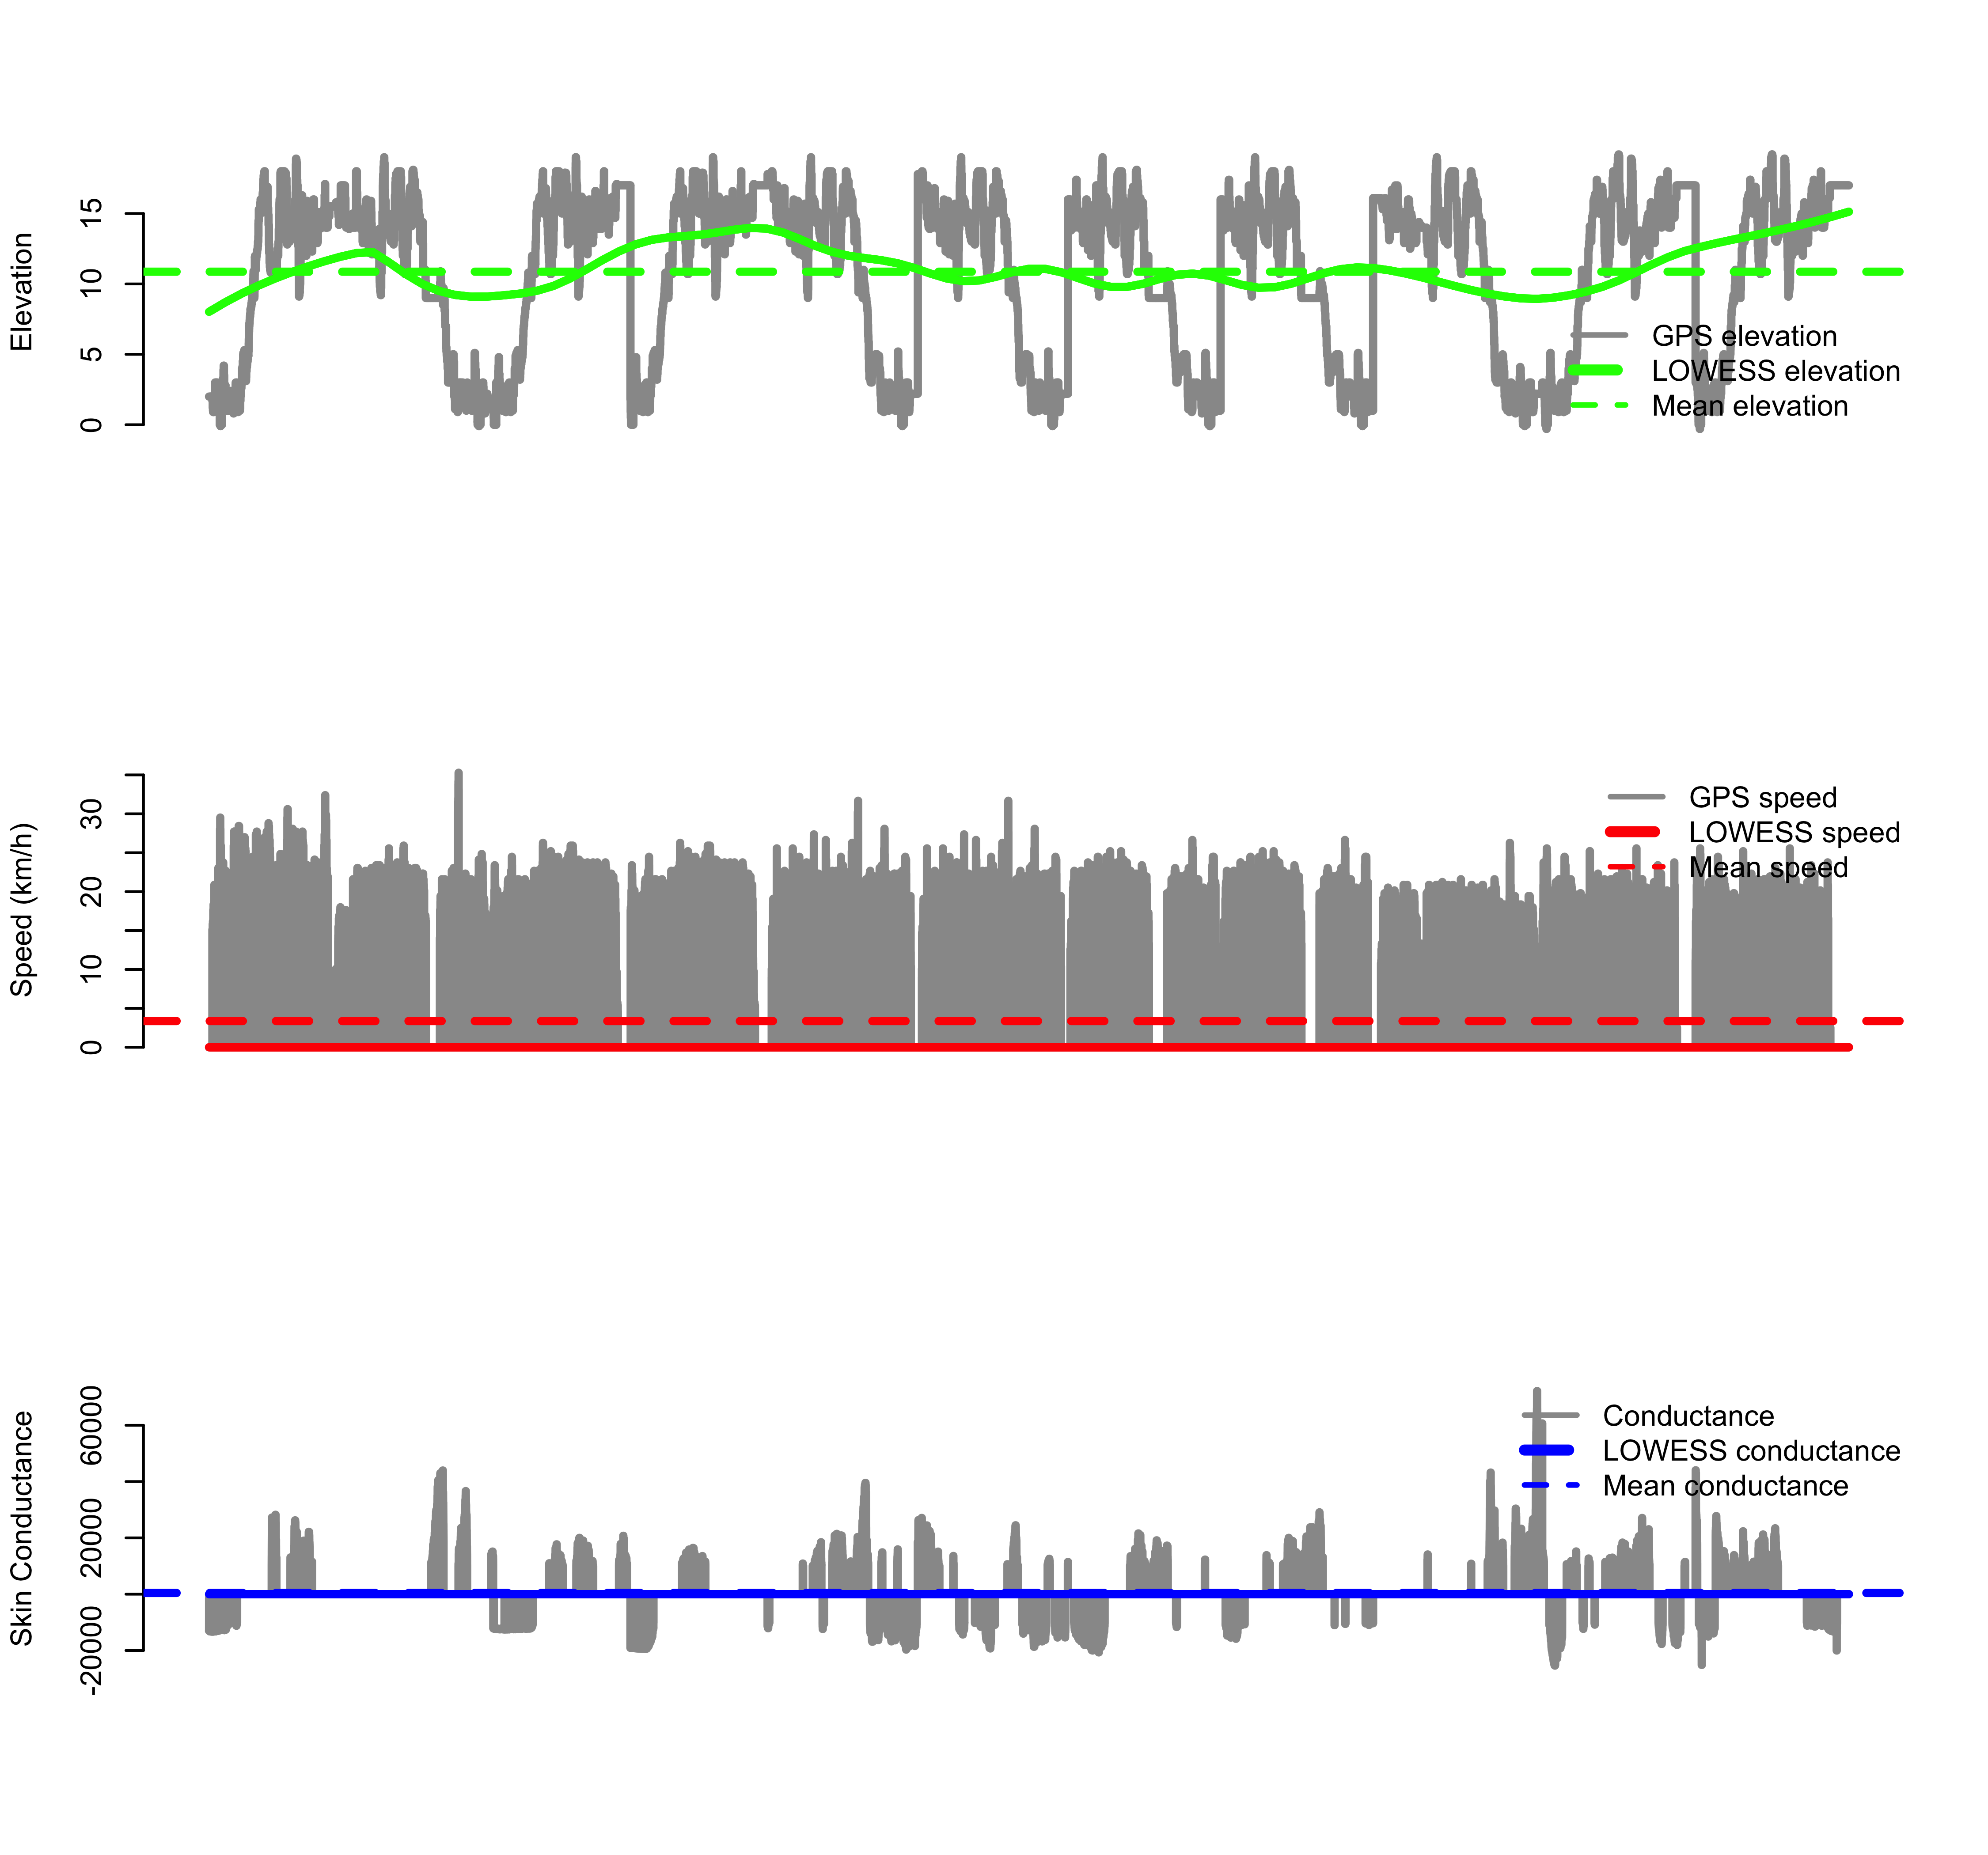 Elevation
15
10
5
0
GPS elevation
LOWESS elevation
Mean elevation
Speed (km/h)
30
20
10
0
GPS speed
LOWESS speed
Mean speed
Skin Conductance
60000
20000
-20000
Conductance
LOWESS conductance
Mean conductance